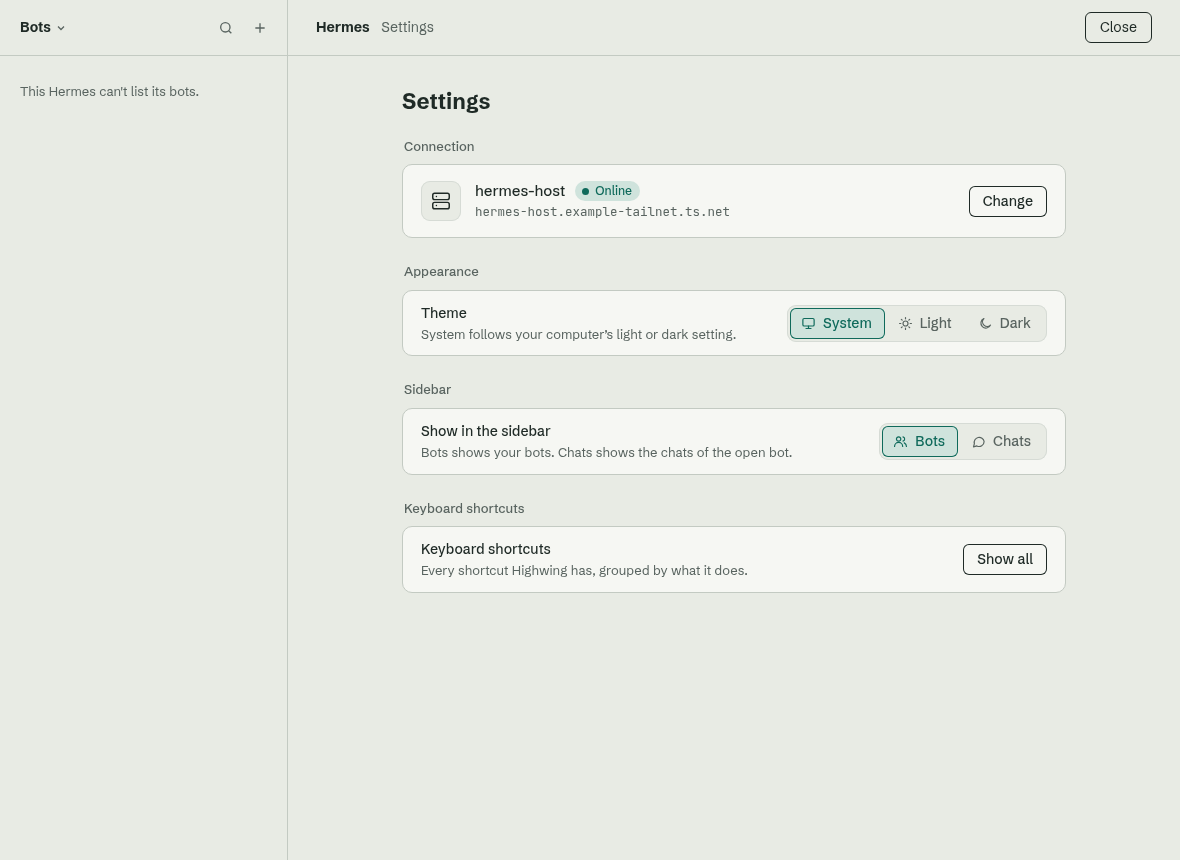 Bots
Hermes Settings
Close
This Hermes can't list its bots.
Settings
Connection
hermes-host
Online
hermes-host.example-tailnet.ts.net
Change
Appearance
Theme
System follows your computer's light or dark setting.
System
Light
Dark
Sidebar
Show in the sidebar
Bots shows your bots. Chats shows the chats of the open bot.
Bots
Chats
Keyboard shortcuts
Keyboard shortcuts
Every shortcut Highwing has, grouped by what it does.
Show all